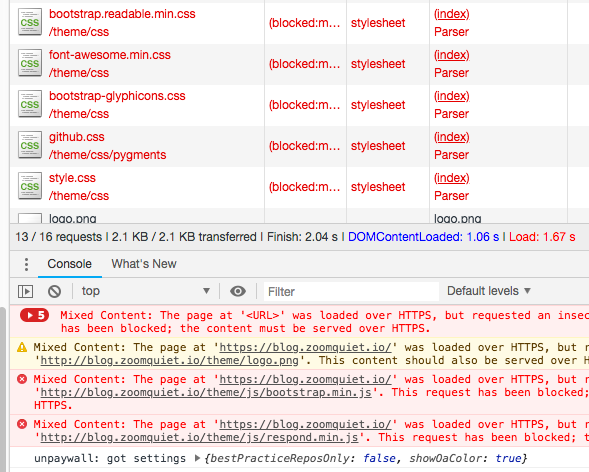 bootstrap.readable.min.css
/theme/css
(blocked:m… stylesheet (index)
Parser
CSS
font-awesome.min.css
/theme/css
(blocked:m… stylesheet (index)
Parser
CSS
bootstrap-glyphicons.css
/theme/css
(blocked:m… stylesheet (index)
Parser
CSS
github.css
/theme/css/pygments
(blocked:m… stylesheet (index)
Parser
CSS
style.css
/theme/css
(blocked:m… stylesheet (index)
Parser
CSS
logo.png logo.png
13 / 16 requests | 2.1 KB / 2.1 KB transferred | Finish: 2.04 s | DOMContentLoaded: 1.06 s | Load: 1.67 s
Console What's New
top Filter Default levels ▼
5 Mixed Content: The page at '<URL>' was loaded over HTTPS, but requested an insec
has been blocked; the content must be served over HTTPS.
Mixed Content: The page at 'https://blog.zoomquiet.io/' was loaded over HTTPS, but r
'http://blog.zoomquiet.io/theme/logo.png'. This content should also be served over H
Mixed Content: The page at 'https://blog.zoomquiet.io/' was loaded over HTTPS, but r
'http://blog.zoomquiet.io/theme/js/bootstrap.min.js'. This request has been blocked;
HTTPS.
Mixed Content: The page at 'https://blog.zoomquiet.io/' was loaded over HTTPS, but r
'http://blog.zoomquiet.io/theme/js/respond.min.js'. This request has been blocked; t
unpaywall: got settings ▶ {bestPracticeReposOnly: false, showOaColor: true}